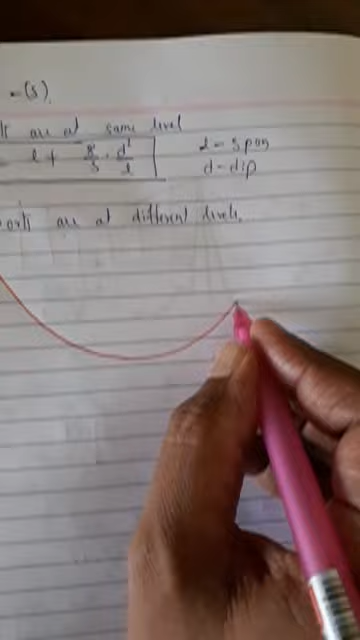 -(5)
are at same level
l + 8/3 · d²/l    l - span
d - dip
are at different levels.